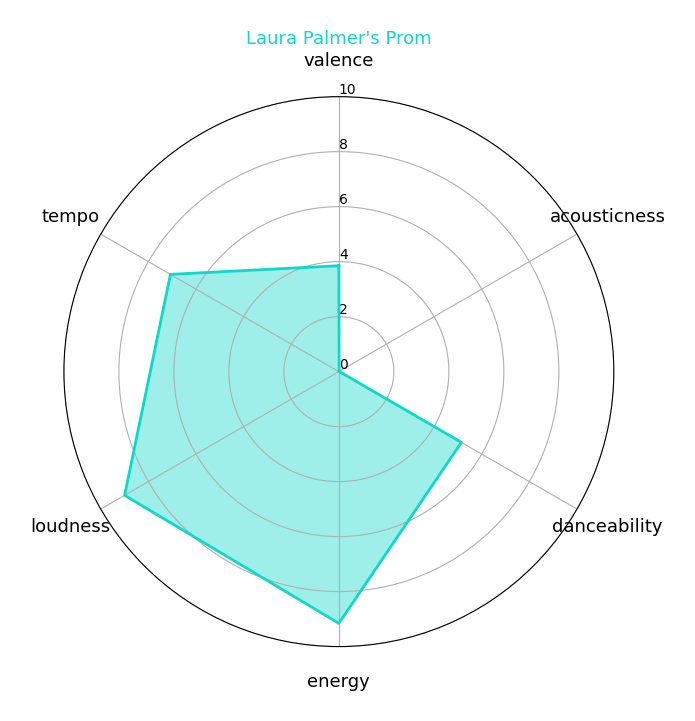 Laura Palmer's Prom
valence
10
8
6
4
2
0
tempo
acousticness
loudness
danceability
energy